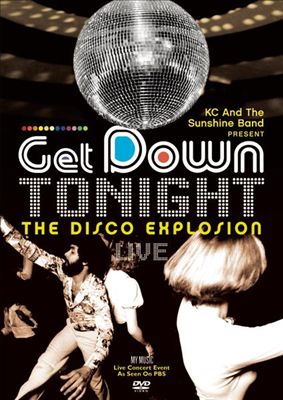 KC And The
Sunshine Band
PRESENT
Get Down
TONIGHT
THE DISCO EXPLOSION
LIVE
MY MUSIC
Live Concert Event
As Seen On PBS
DVD